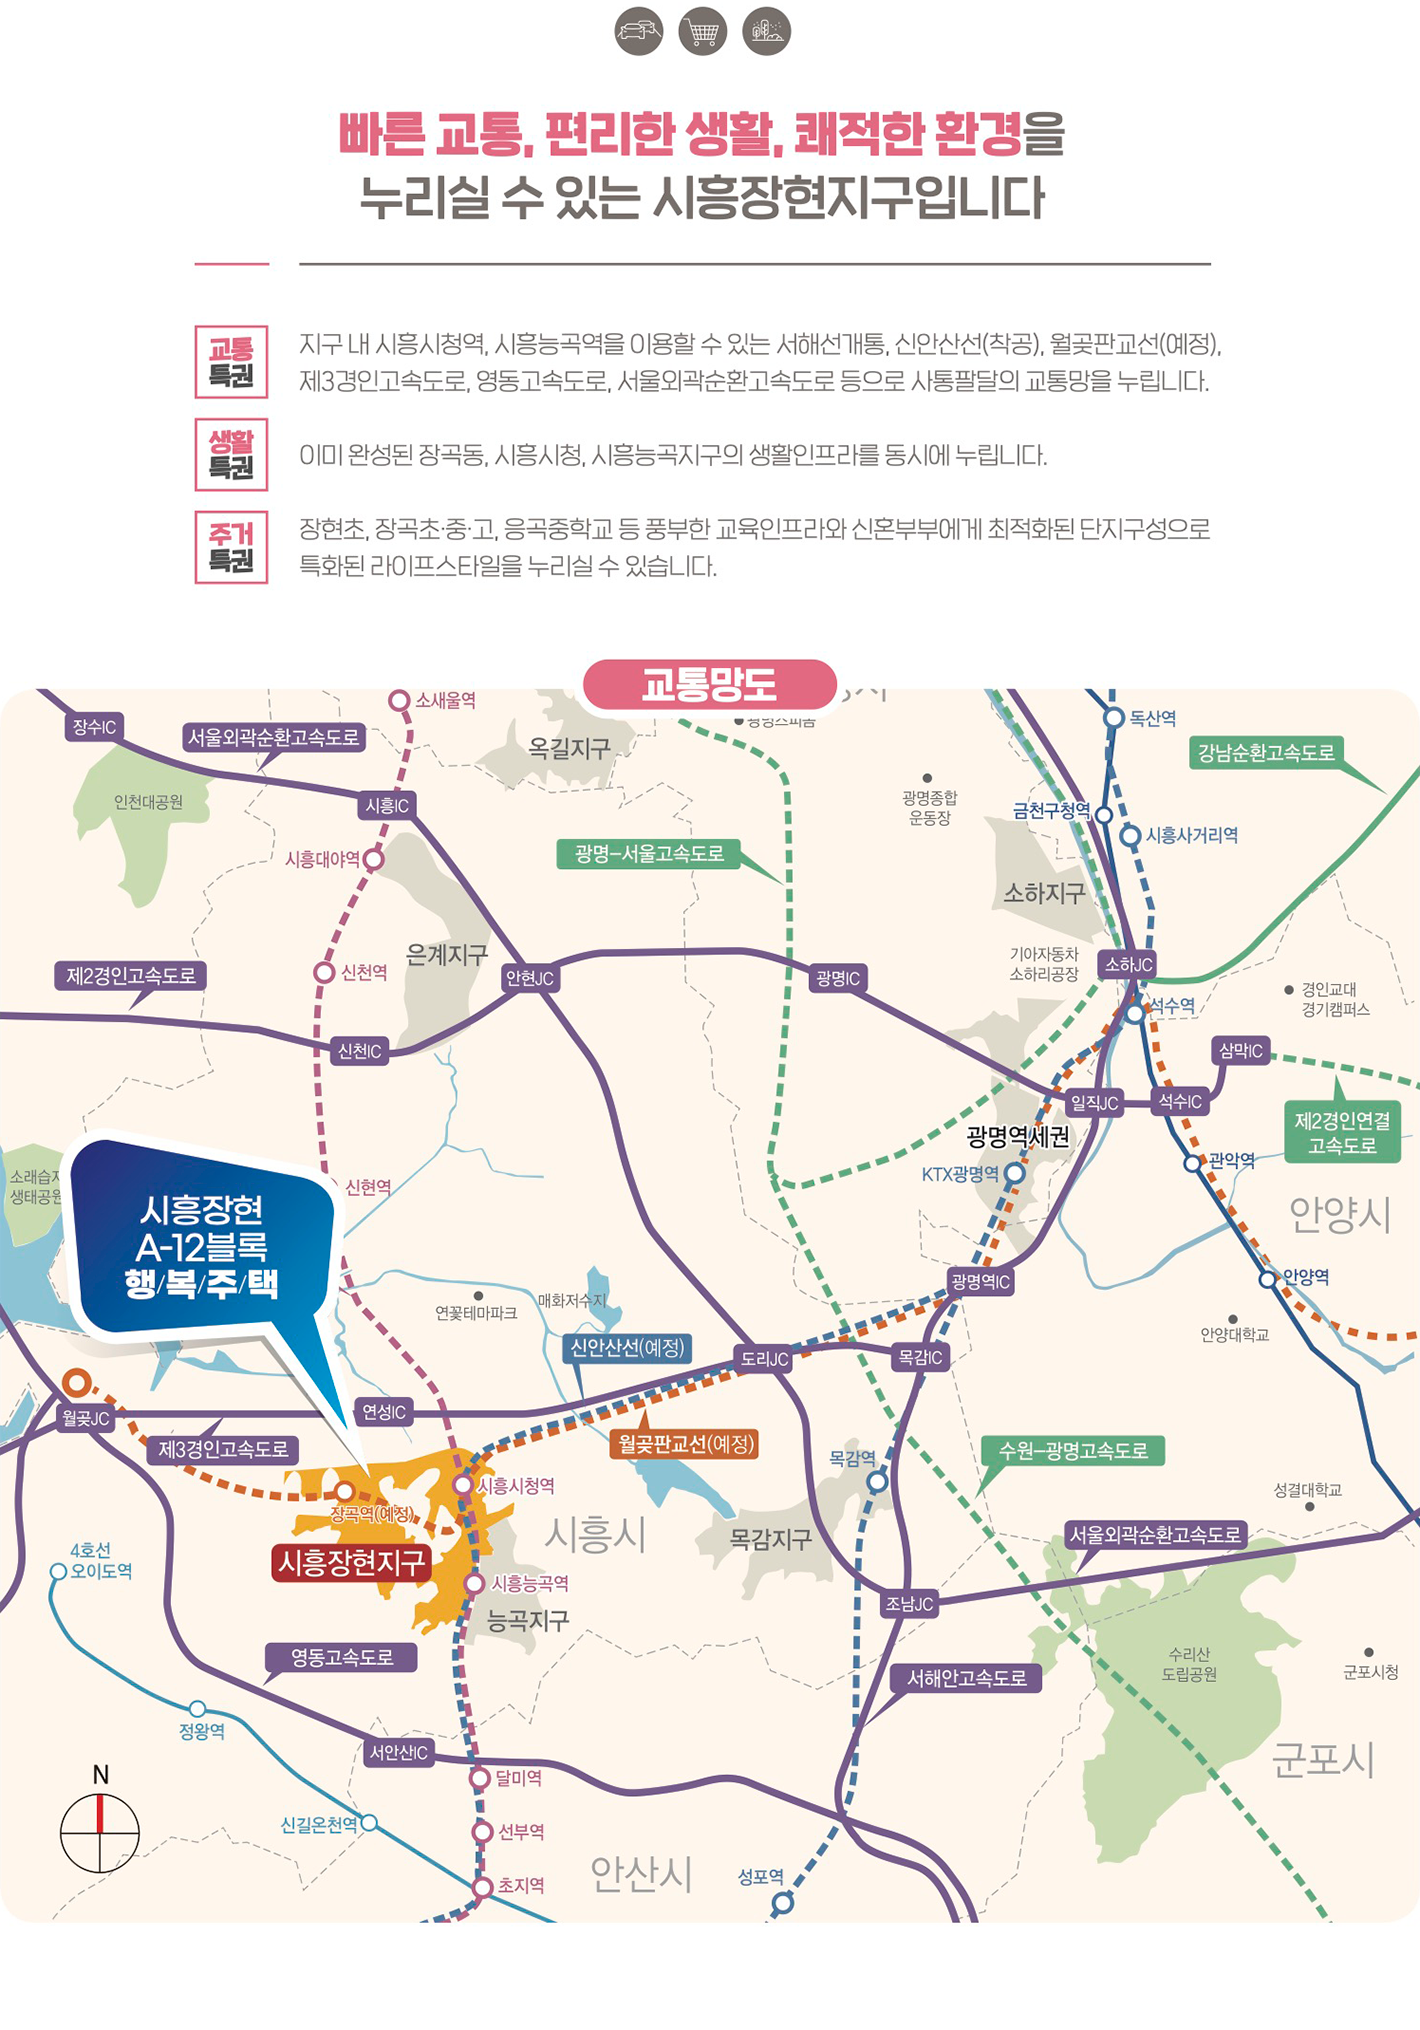 빠른 교통, 편리한 생활, 쾌적한 환경을
누리실 수 있는 시흥장현지구입니다
교통
특권
지구 내 시흥시청역, 시흥능곡역을 이용할 수 있는 서해선개통, 신안산선(착공), 월곶판교선(예정),
제3경인고속도로, 영동고속도로, 서울외곽순환고속도로 등으로 사통팔달의 교통망을 누립니다.
생활
특권
이미 완성된 장곡동, 시흥시청, 시흥능곡지구의 생활인프라를 동시에 누립니다.
주거
특권
장현초, 장곡초·중·고, 응곡중학교 등 풍부한 교육인프라와 신혼부부에게 최적화된 단지구성으로
특화된 라이프스타일을 누리실 수 있습니다.
교통망도
소새울역
장수IC
서울외곽순환고속도로
옥길지구
독산역
강남순환고속도로
인천대공원
시흥IC
광명종합
운동장
금천구청역
시흥사거리역
시흥대야역
광명-서울고속도로
소하지구
은계지구
기아자동차
소하리공장
소하JC
제2경인고속도로
신천역
안현JC
광명IC
경인교대
경기캠퍼스
석수역
신천IC
삼막IC
일직JC
석수IC
제2경인연결
고속도로
광명역세권
KTX광명역
관악역
소래습지
생태공원
신현역
시흥장현
A-12블록
행/복/주/택
안양시
광명역IC
안양역
매화저수지
연꽃테마파크
안양대학교
신안산선(예정)
도리JC
목감IC
월곶JC
연성IC
제3경인고속도로
월곶판교선(예정)
목감역
수원-광명고속도로
시흥시청역
성결대학교
장곡역(예정)
시흥시
목감지구
서울외곽순환고속도로
시흥장현지구
4호선
오이도역
시흥능곡역
조남JC
능곡지구
영동고속도로
서해안고속도로
수리산
도립공원
군포시청
정왕역
서안산IC
군포시
N
달미역
신길온천역
선부역
안산시
성포역
초지역